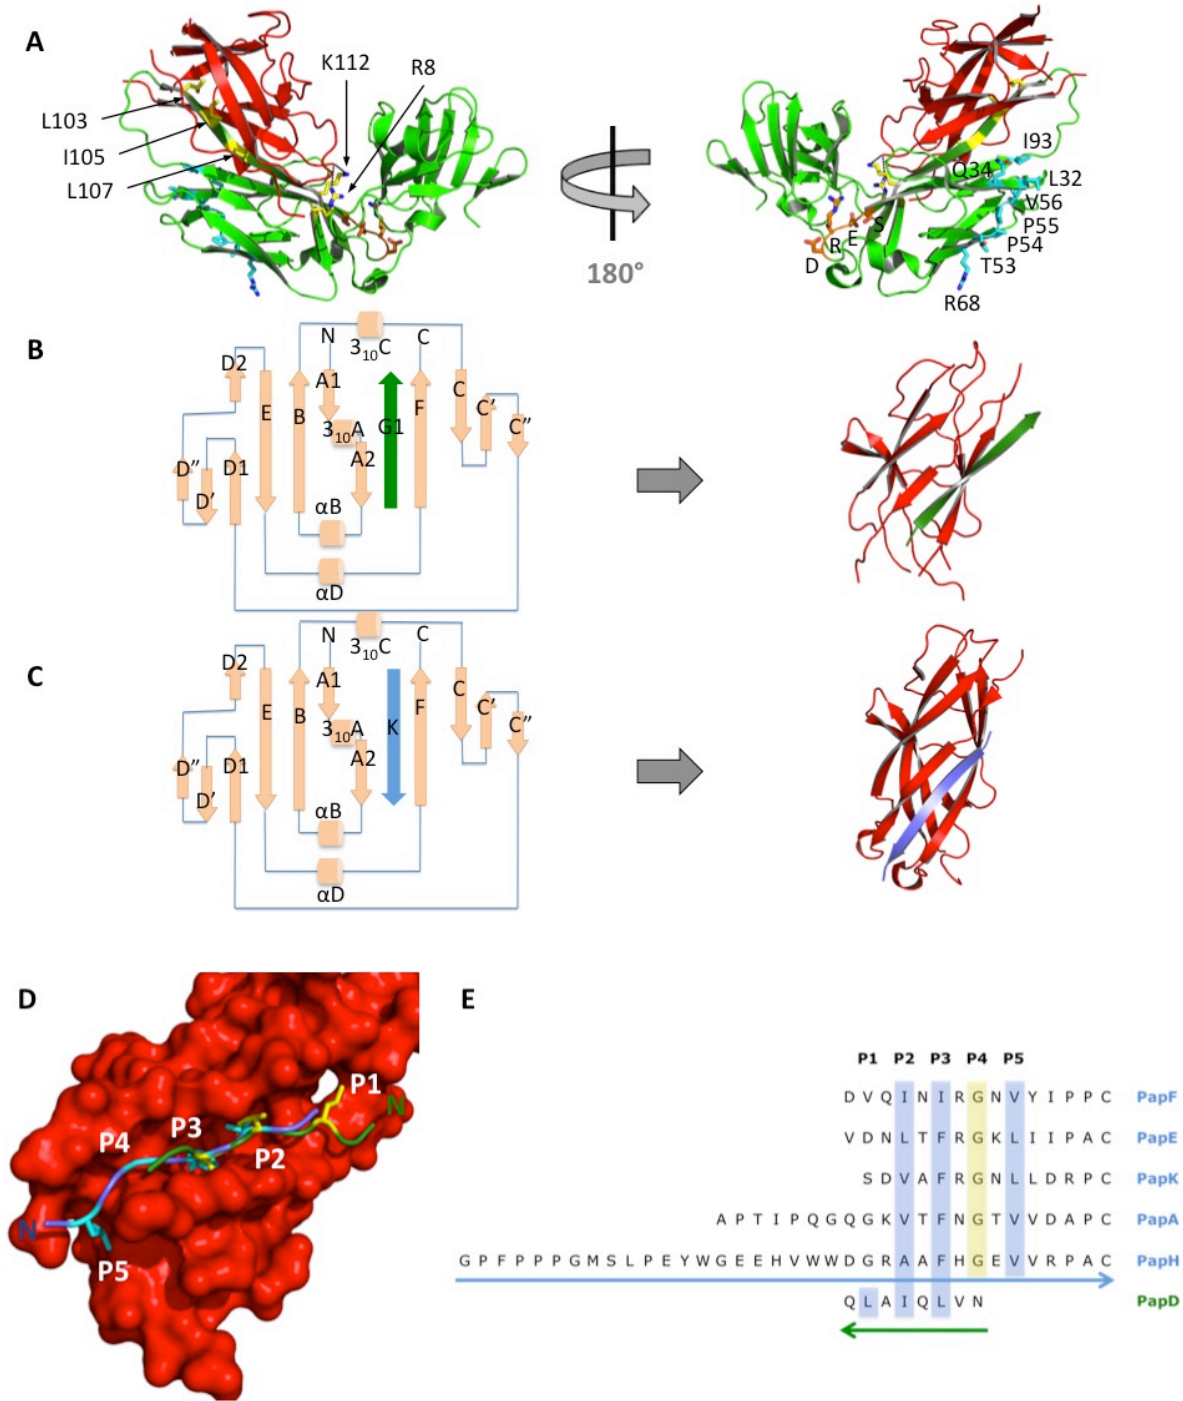 A
K112
R8
L103
I105
L107
180°
I93
Q34
L32
V56
P55
P54
T53
R68
S
E
R
D
B
N
3₁₀C
C
D2
A1
E
B
3₁₀A
G1
F
C
C'
C"
D"
D'
D1
A2
αB
αD
C
N
3₁₀C
C
D2
A1
E
B
3₁₀A
K
F
C
C'
C"
D"
D'
D1
A2
αB
αD
D
P1
N
P3
P4
P2
N
P5
E
P1 P2 P3 P4 P5
D V Q I N I R G N V Y I P P C PapF
V D N L T F R G K L I I P A C PapE
S D V A F R G N L L D R P C PapK
A P T I P Q G Q G K V T F N G T V V D A P C PapA
G P F P P P G M S L P E Y W G E E H V W W D G R A A F H G E V V R P A C PapH
Q L A I Q L V N PapD